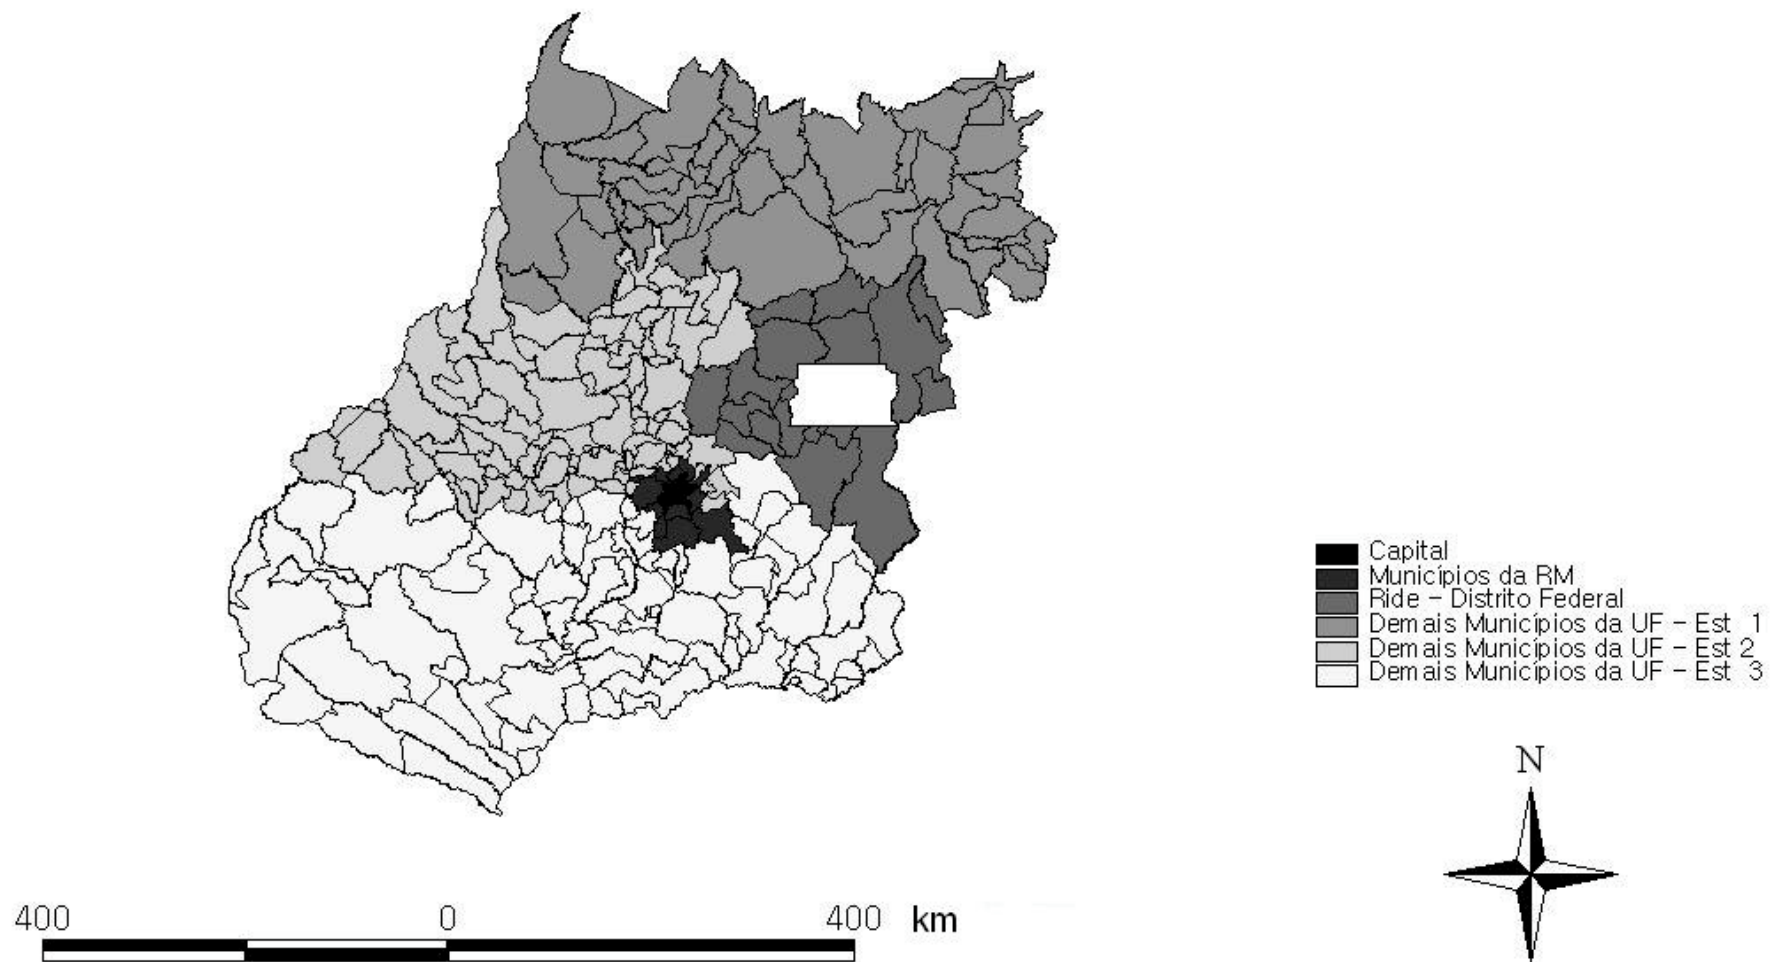 Capital
Municípios da RM
Ride – Distrito Federal
Demais Municípios da UF – Est 1
Demais Municípios da UF – Est 2
Demais Municípios da UF – Est 3
N
400 0 400 km